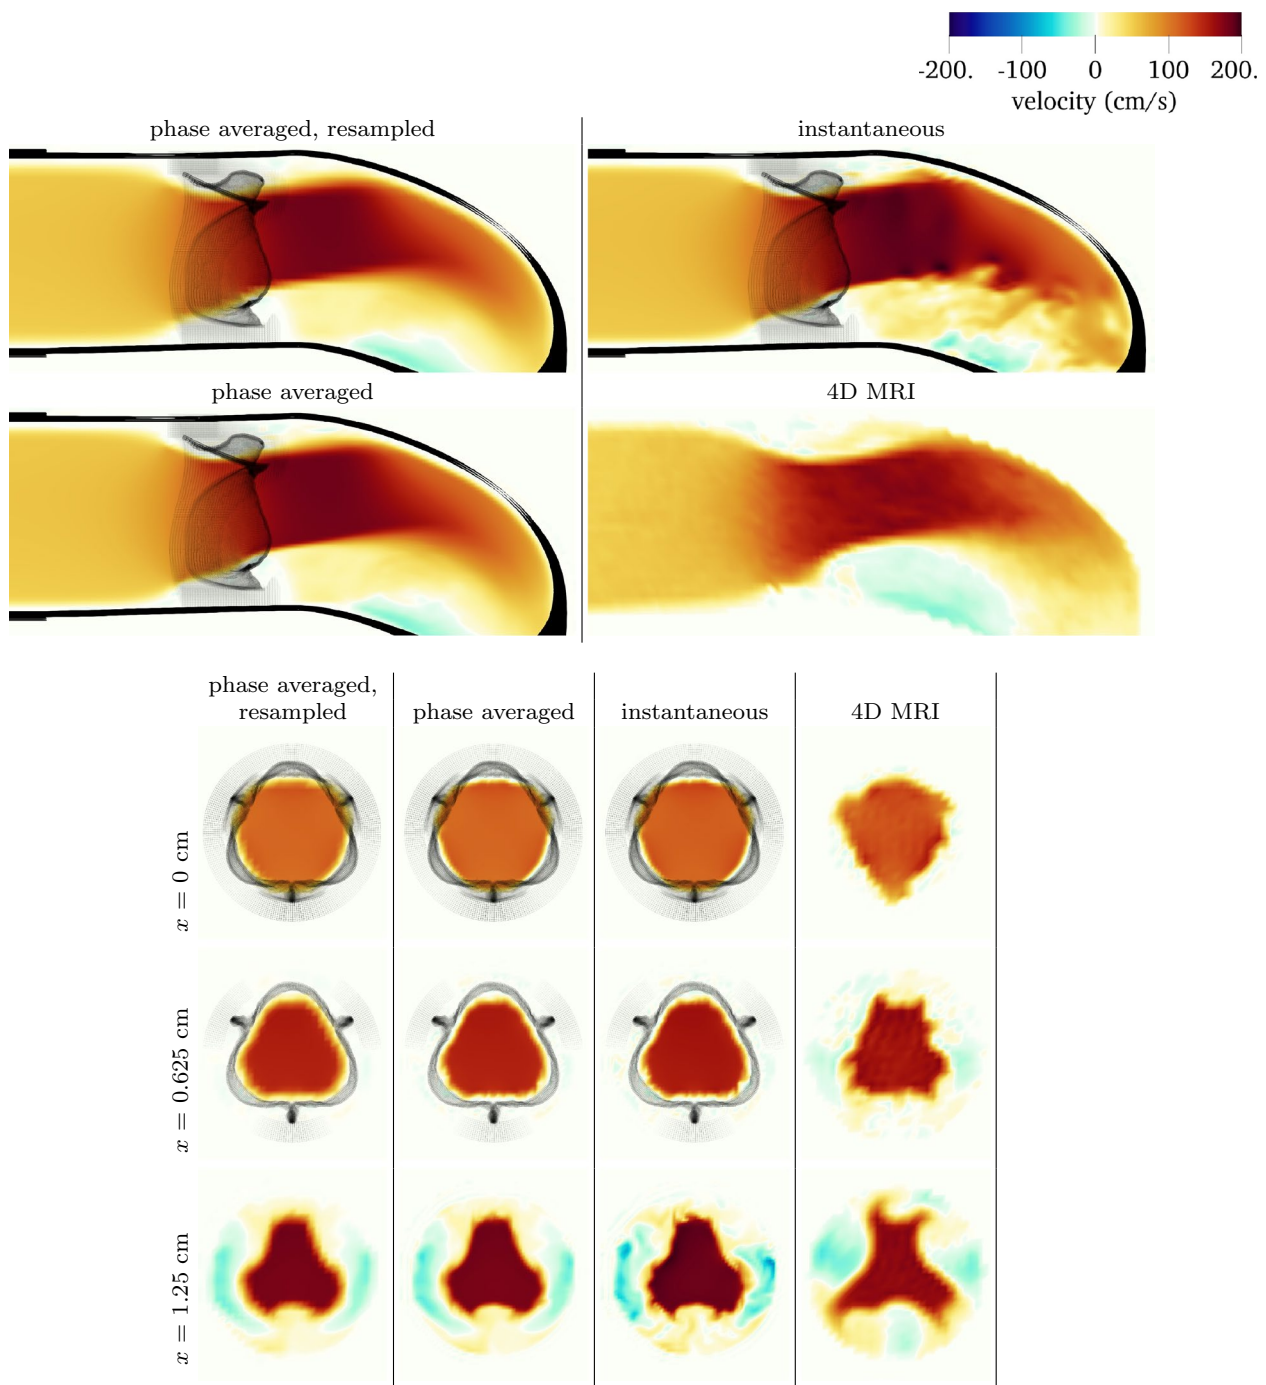 -200. -100 0 100 200.
velocity (cm/s)
phase averaged, resampled
instantaneous
phase averaged
4D MRI
phase averaged,
resampled
phase averaged
instantaneous
4D MRI
x = 0 cm
x = 0.625 cm
x = 1.25 cm